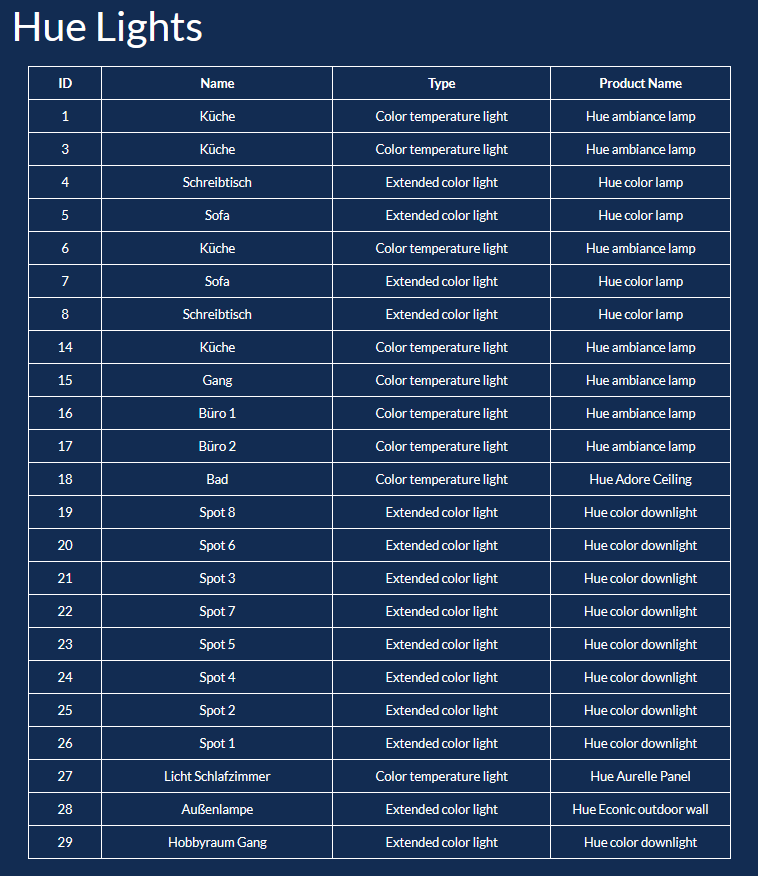 Hue Lights
ID Name Type Product Name
1 Küche Color temperature light Hue ambiance lamp
3 Küche Color temperature light Hue ambiance lamp
4 Schreibtisch Extended color light Hue color lamp
5 Sofa Extended color light Hue color lamp
6 Küche Color temperature light Hue ambiance lamp
7 Sofa Extended color light Hue color lamp
8 Schreibtisch Extended color light Hue color lamp
14 Küche Color temperature light Hue ambiance lamp
15 Gang Color temperature light Hue ambiance lamp
16 Büro 1 Color temperature light Hue ambiance lamp
17 Büro 2 Color temperature light Hue ambiance lamp
18 Bad Color temperature light Hue Adore Ceiling
19 Spot 8 Extended color light Hue color downlight
20 Spot 6 Extended color light Hue color downlight
21 Spot 3 Extended color light Hue color downlight
22 Spot 7 Extended color light Hue color downlight
23 Spot 5 Extended color light Hue color downlight
24 Spot 4 Extended color light Hue color downlight
25 Spot 2 Extended color light Hue color downlight
26 Spot 1 Extended color light Hue color downlight
27 Licht Schlafzimmer Color temperature light Hue Aurelle Panel
28 Außenlampe Extended color light Hue Econic outdoor wall
29 Hobbyraum Gang Extended color light Hue color downlight